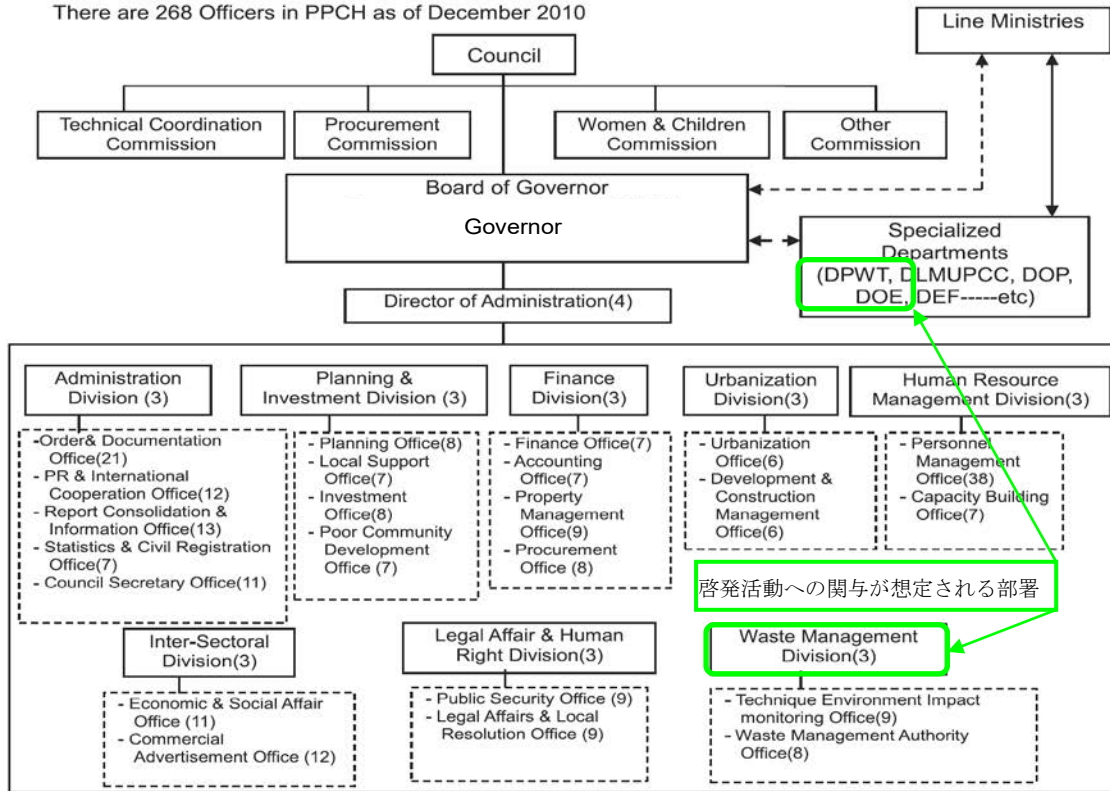 There are 268 Officers in PPCH as of December 2010
Line Ministries
Council
Technical Coordination
Commission
Procurement
Commission
Women & Children
Commission
Other
Commission
Board of Governor
Governor
Specialized
Departments
(DPWT, DLMUPCC, DOP,
DOE, DEF-----etc)
Director of Administration(4)
Administration
Division (3)
-Order& Documentation
Office(21)
- PR & International
Cooperation Office(12)
- Report Consolidation &
Information Office(13)
- Statistics & Civil Registration
Office(7)
- Council Secretary Office(11)
Planning &
Investment Division (3)
- Planning Office(8)
- Local Support
Office(7)
- Investment
Office(8)
- Poor Community
Development
Office (7)
Finance
Division(3)
- Finance Office(7)
- Accounting
Office(7)
- Property
Management
Office(9)
- Procurement
Office (8)
Urbanization
Division(3)
- Urbanization
Office(6)
- Development &
Construction
Management
Office(6)
Human Resource
Management Division(3)
- Personnel
Management
Office(38)
- Capacity Building
Office(7)
啓発活動への関与が想定される部署
Inter-Sectoral
Division(3)
- Economic & Social Affair
Office (11)
- Commercial
Advertisement Office (12)
Legal Affair & Human
Right Division(3)
- Public Security Office (9)
- Legal Affairs & Local
Resolution Office (9)
Waste Management
Division(3)
- Technique Environment Impact
monitoring Office(9)
- Waste Management Authority
Office(8)